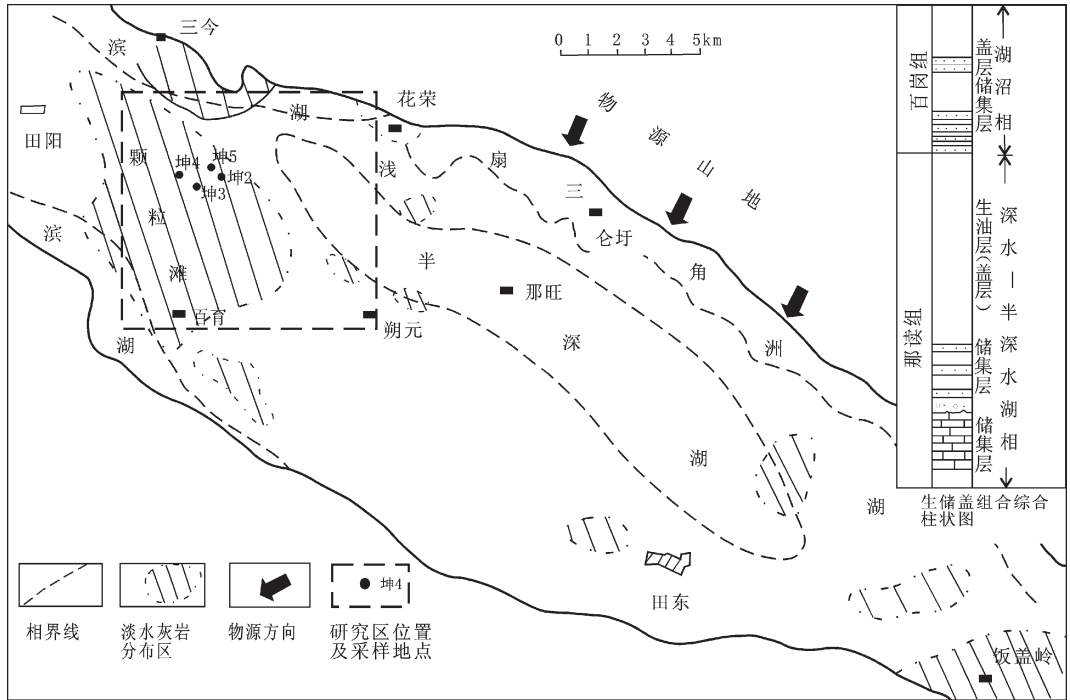 三今
滨
湖
花荣
田阳
颗
粒
滩
坤4
坤5
坤2
坤3
浅
扇
三
角
洲
仑圩
物
源
山
地
0 1 2 3 4 5km
滨
湖
百育
朔元
半
深
湖
那旺
湖
田东
饭盖岭
百岗组
盖层
储集层
湖
沼
相
那读组
生油层(盖层)
储集层
储集层
深
水
—
半
深
水
湖
相
生储盖组合综合
柱状图
相界线
淡水灰岩
分布区
物源方向
坤4
研究区位置
及采样地点